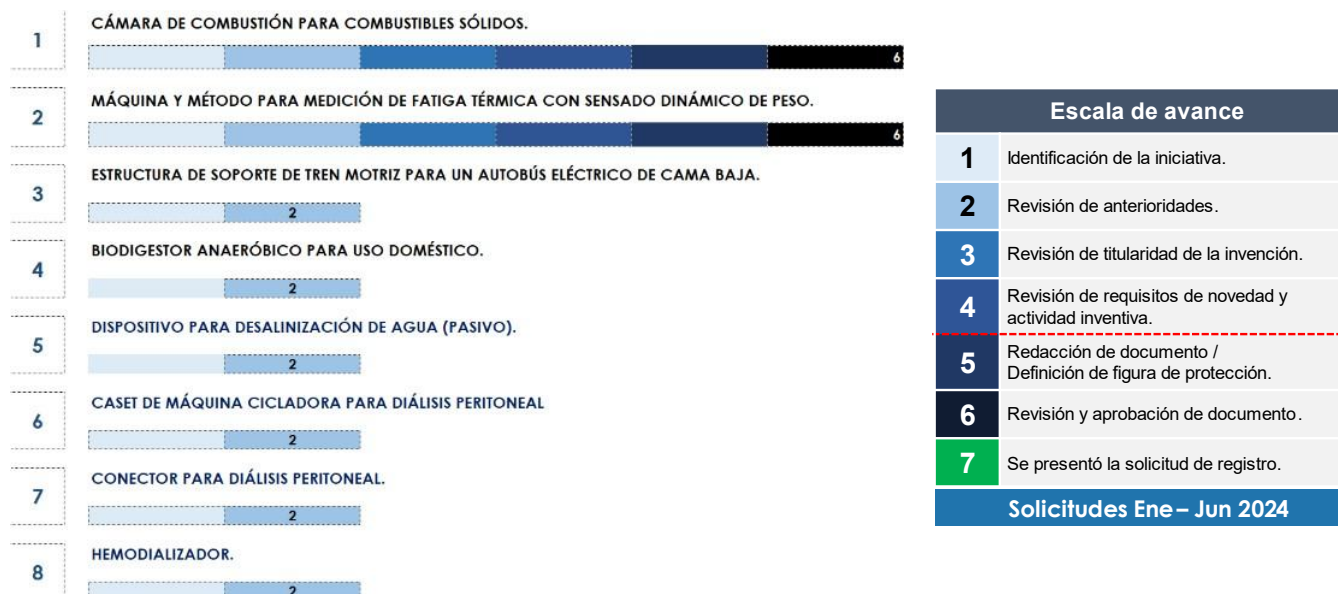 1
CÁMARA DE COMBUSTIÓN PARA COMBUSTIBLES SÓLIDOS.
6
2
MÁQUINA Y MÉTODO PARA MEDICIÓN DE FATIGA TÉRMICA CON SENSADO DINÁMICO DE PESO.
6
3
ESTRUCTURA DE SOPORTE DE TREN MOTRIZ PARA UN AUTOBÚS ELÉCTRICO DE CAMA BAJA.
2
4
BIODIGESTOR ANAERÓBICO PARA USO DOMÉSTICO.
2
5
DISPOSITIVO PARA DESALINIZACIÓN DE AGUA (PASIVO).
2
6
CASET DE MÁQUINA CICLADORA PARA DIÁLISIS PERITONEAL
2
7
CONECTOR PARA DIÁLISIS PERITONEAL.
2
8
HEMODIALIZADOR.
2
Escala de avance
1 Identificación de la iniciativa.
2 Revisión de anterioridades.
3 Revisión de titularidad de la invención.
4 Revisión de requisitos de novedad y
actividad inventiva.
5 Redacción de documento /
Definición de figura de protección.
6 Revisión y aprobación de documento.
7 Se presentó la solicitud de registro.
Solicitudes Ene – Jun 2024